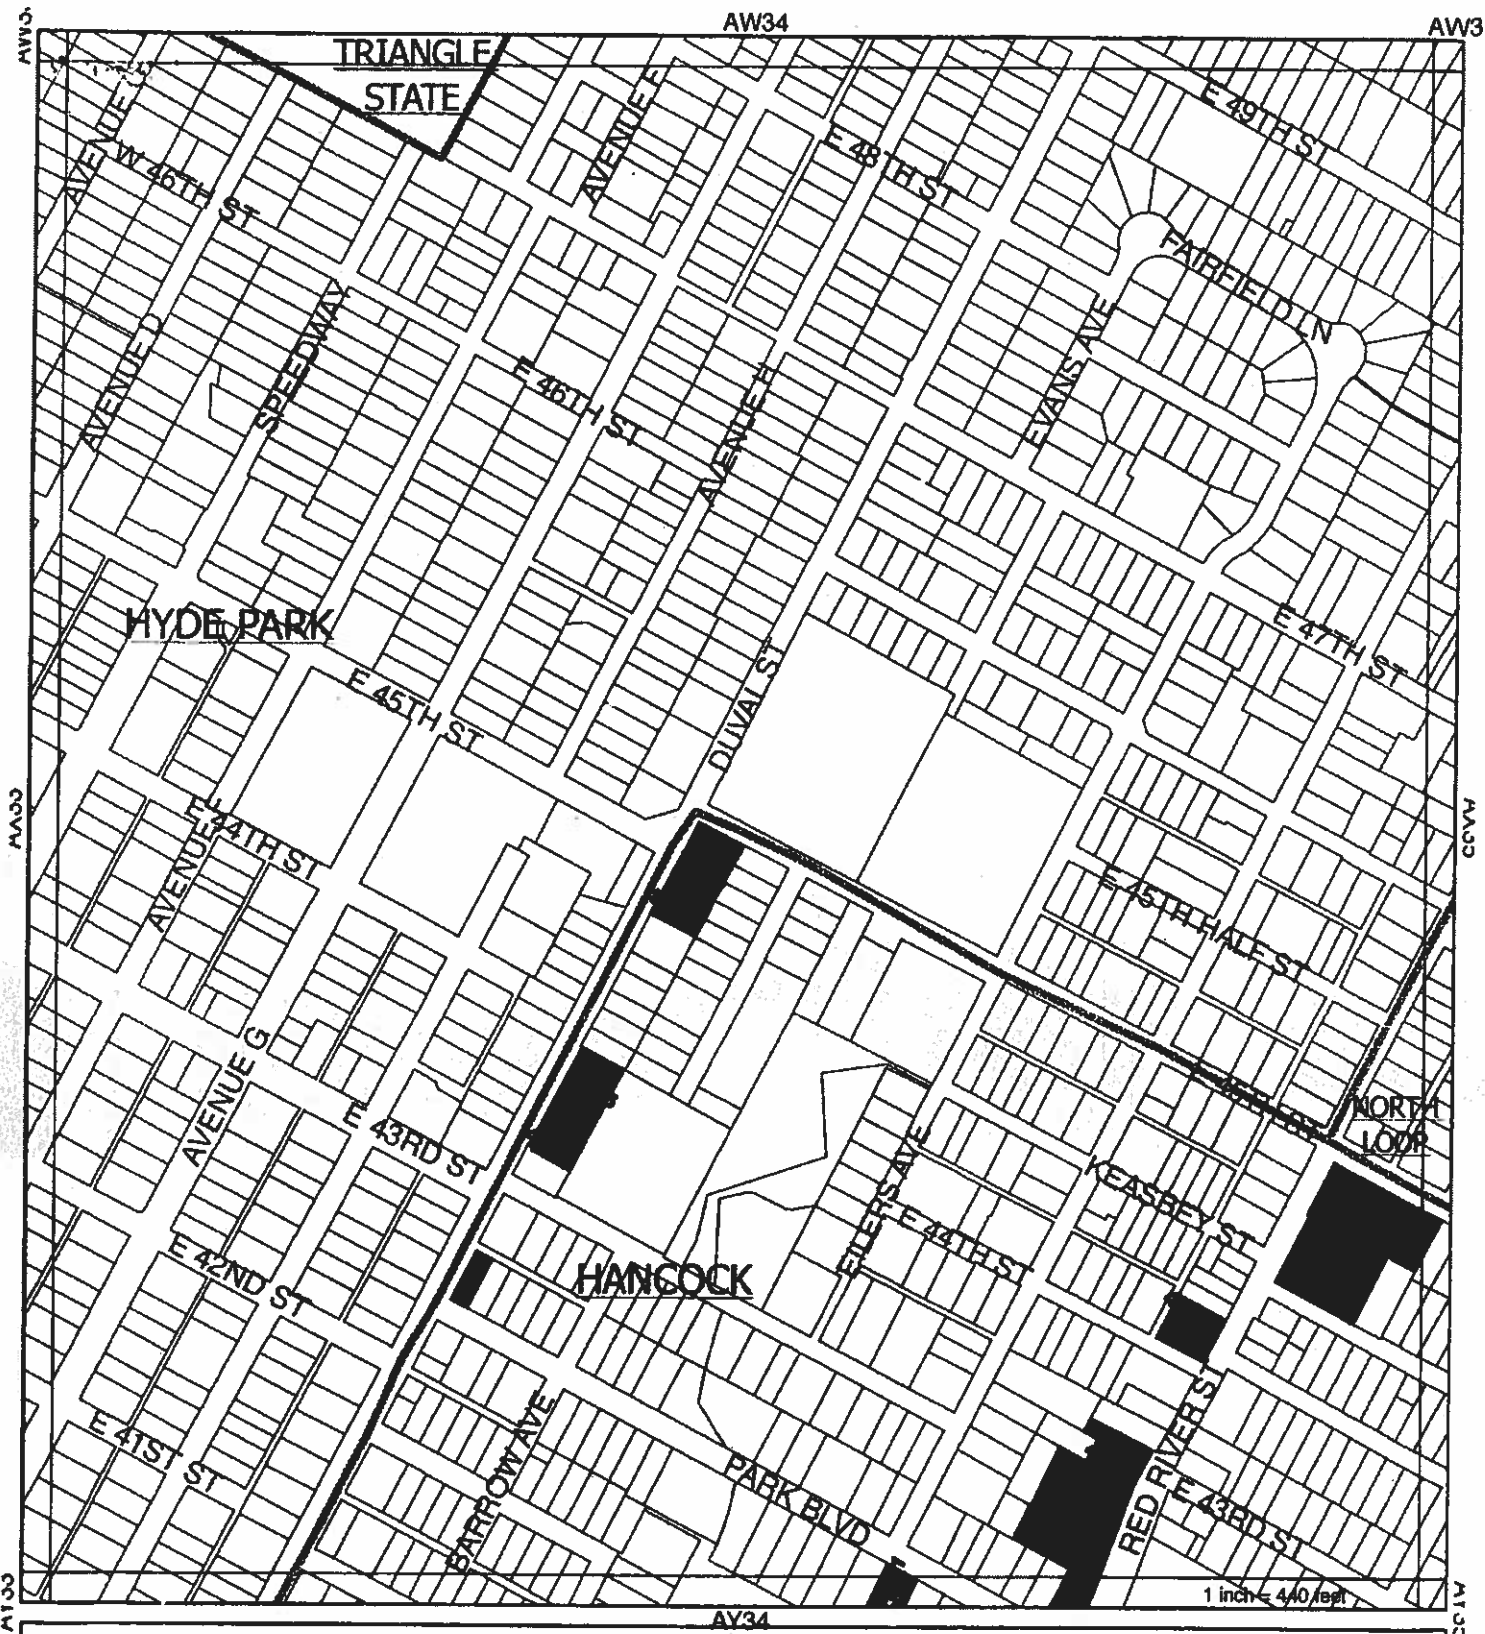 AW34
AW3
TRIANGLE
STATE
AVENUE F
E 49TH ST
E 48TH ST
W 46TH ST
FAIRFIELD LN
SPEEDWAY
EVANS AVE
AVENUE D
E 46TH ST
AVENUE H
HYDE PARK
E 47TH ST
E 45TH ST
DUVAL ST
E 44TH ST
AVENUE
E 45TH HALF ST
AVENUE G
E 43RD ST
NORTH
LOOP
EILERS AVE
KEASBEY ST
E 44TH ST
E 42ND ST
HANCOCK
E 41ST ST
BARROW AVE
PARK BLVD
RED RIVER ST
E 43RD ST
1 inch = 440 feet
AY34